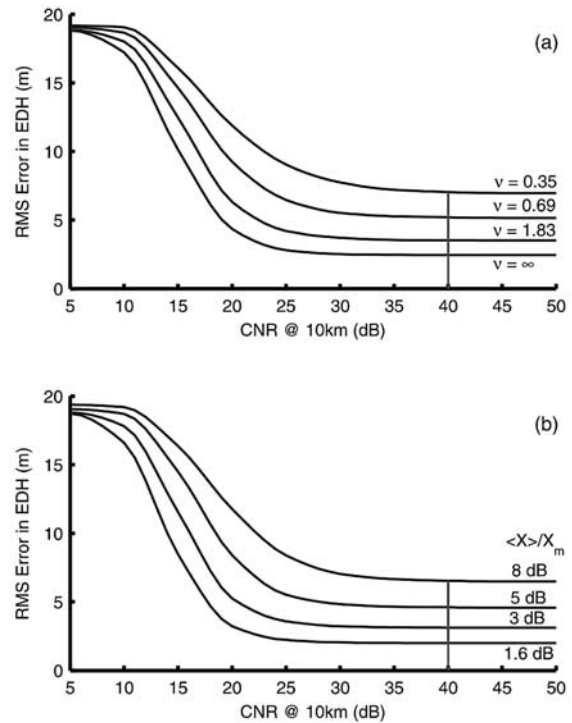 20
15
10
5
0
RMS Error in EDH (m)
(a)
ν = 0.35
ν = 0.69
ν = 1.83
ν = ∞
5 10 15 20 25 30 35 40 45 50
CNR @ 10km (dB)
20
15
10
5
0
RMS Error in EDH (m)
(b)
<X>/Xm
8 dB
5 dB
3 dB
1.6 dB
5 10 15 20 25 30 35 40 45 50
CNR @ 10km (dB)